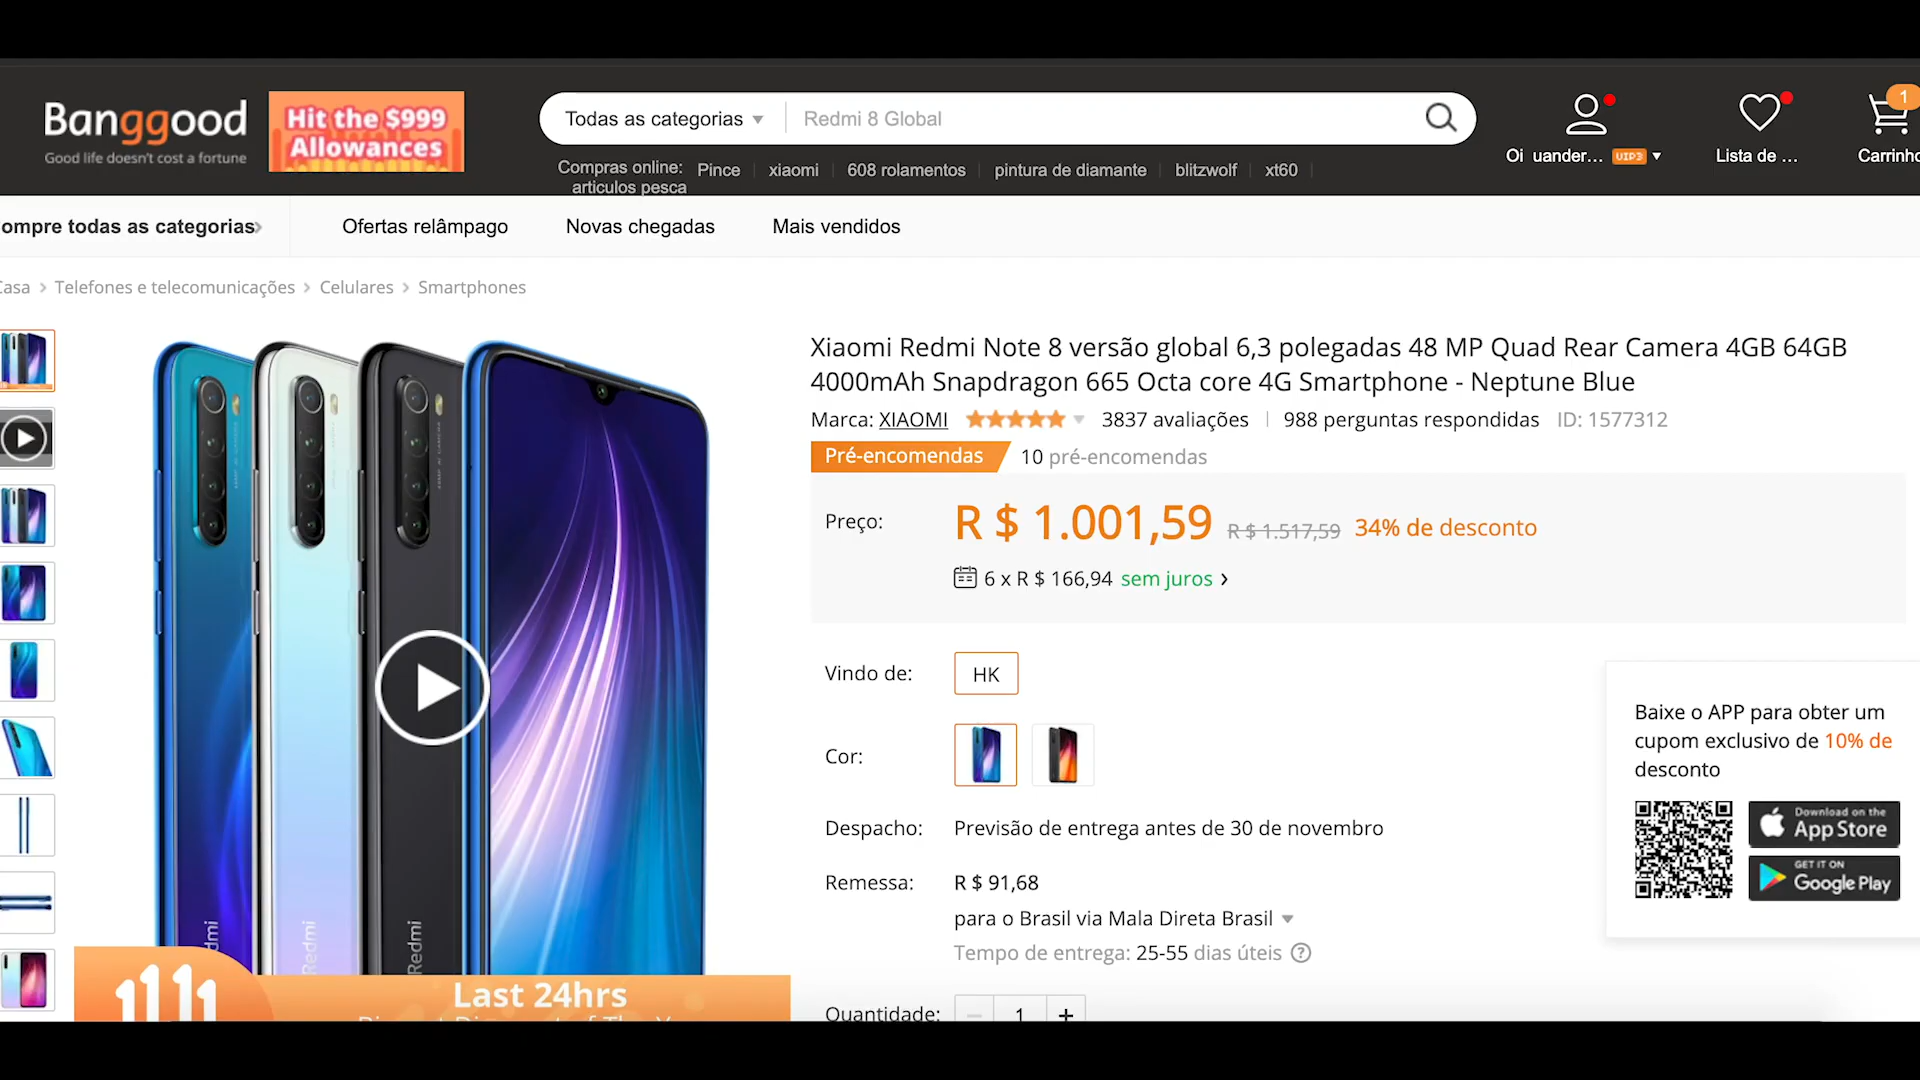 Banggood
Good life doesn't cost a fortune
Hit the $999
Allowances
Todas as categorias
Redmi 8 Global
Compras online: Pince xiaomi 608 rolamentos pintura de diamante blitzwolf xt60
articulos pesca
Oi uander... VIP3
Lista de ...
1
Carrinho
ompre todas as categorias
Ofertas relâmpago
Novas chegadas
Mais vendidos
Casa > Telefones e telecomunicações > Celulares > Smartphones
Xiaomi Redmi Note 8 versão global 6,3 polegadas 48 MP Quad Rear Camera 4GB 64GB
4000mAh Snapdragon 665 Octa core 4G Smartphone - Neptune Blue
Marca: XIAOMI 3837 avaliações 988 perguntas respondidas ID: 1577312
Pré-encomendas 10 pré-encomendas
Preço: R $ 1.001,59 R $ 1.517,59 34% de desconto
6 x R $ 166,94 sem juros
Vindo de: HK
Cor:
Despacho: Previsão de entrega antes de 30 de novembro
Remessa: R $ 91,68
para o Brasil via Mala Direta Brasil
Tempo de entrega: 25-55 dias úteis ?
Quantidade: − 1 +
Baixe o APP para obter um
cupom exclusivo de 10% de
desconto
Download on the
App Store
GET IT ON
Google Play
dmi
Redmi
Redmi
11 11
Last 24hrs